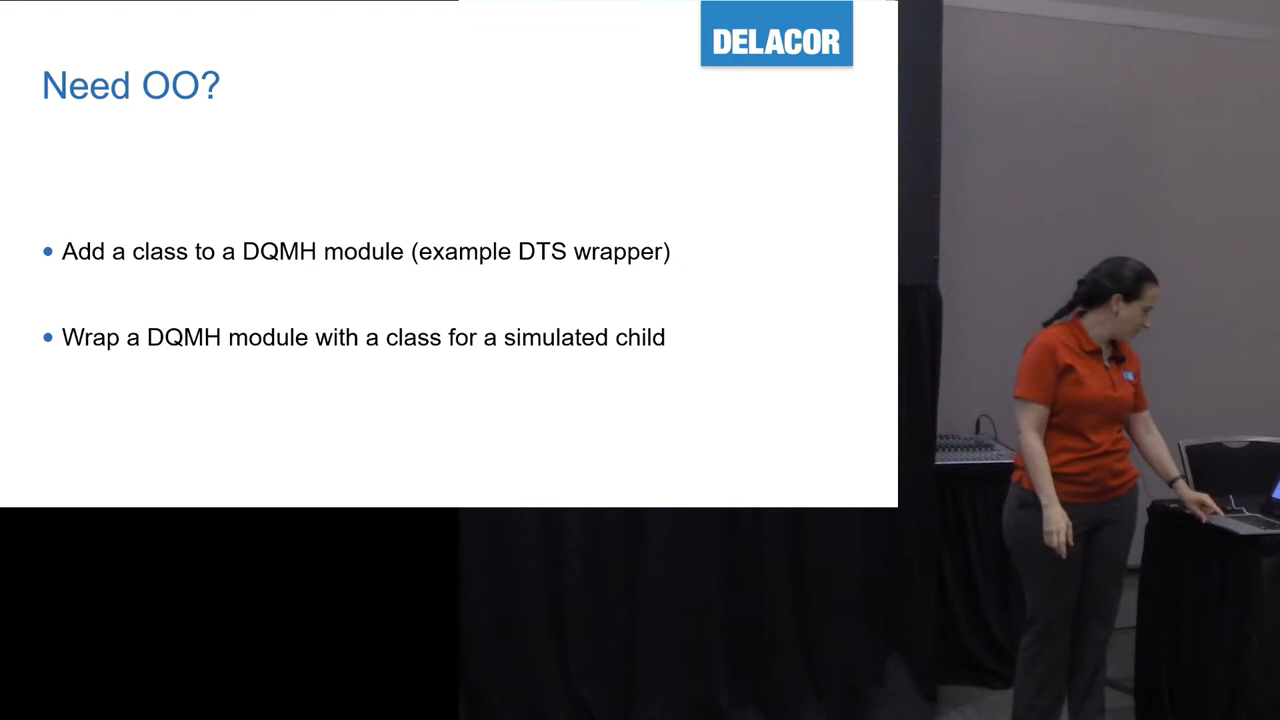 DELACOR
Need OO?
• Add a class to a DQMH module (example DTS wrapper)
• Wrap a DQMH module with a class for a simulated child